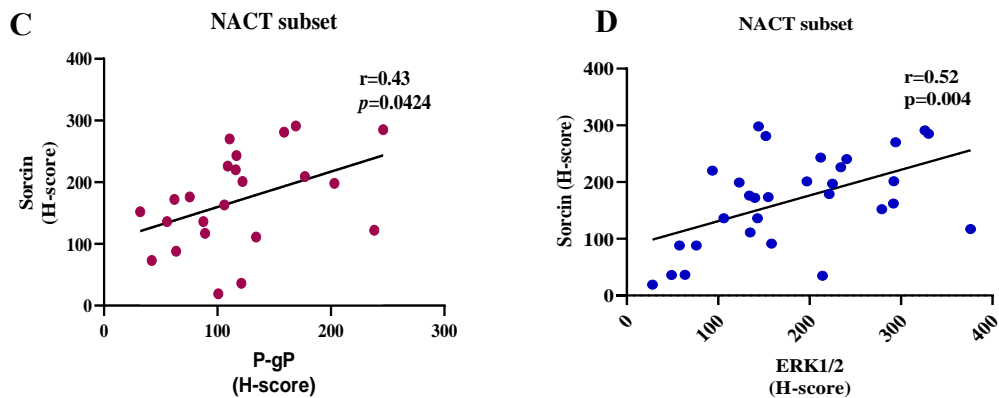 C
NACT subset
r=0.43
p=0.0424
Sorcin
(H-score)
400
300
200
100
0
0 100 200 300
P-gP
(H-score)
D
NACT subset
r=0.52
p=0.004
Sorcin (H-score)
400
300
200
100
0
0 100 200 300 400
ERK1/2
(H-score)